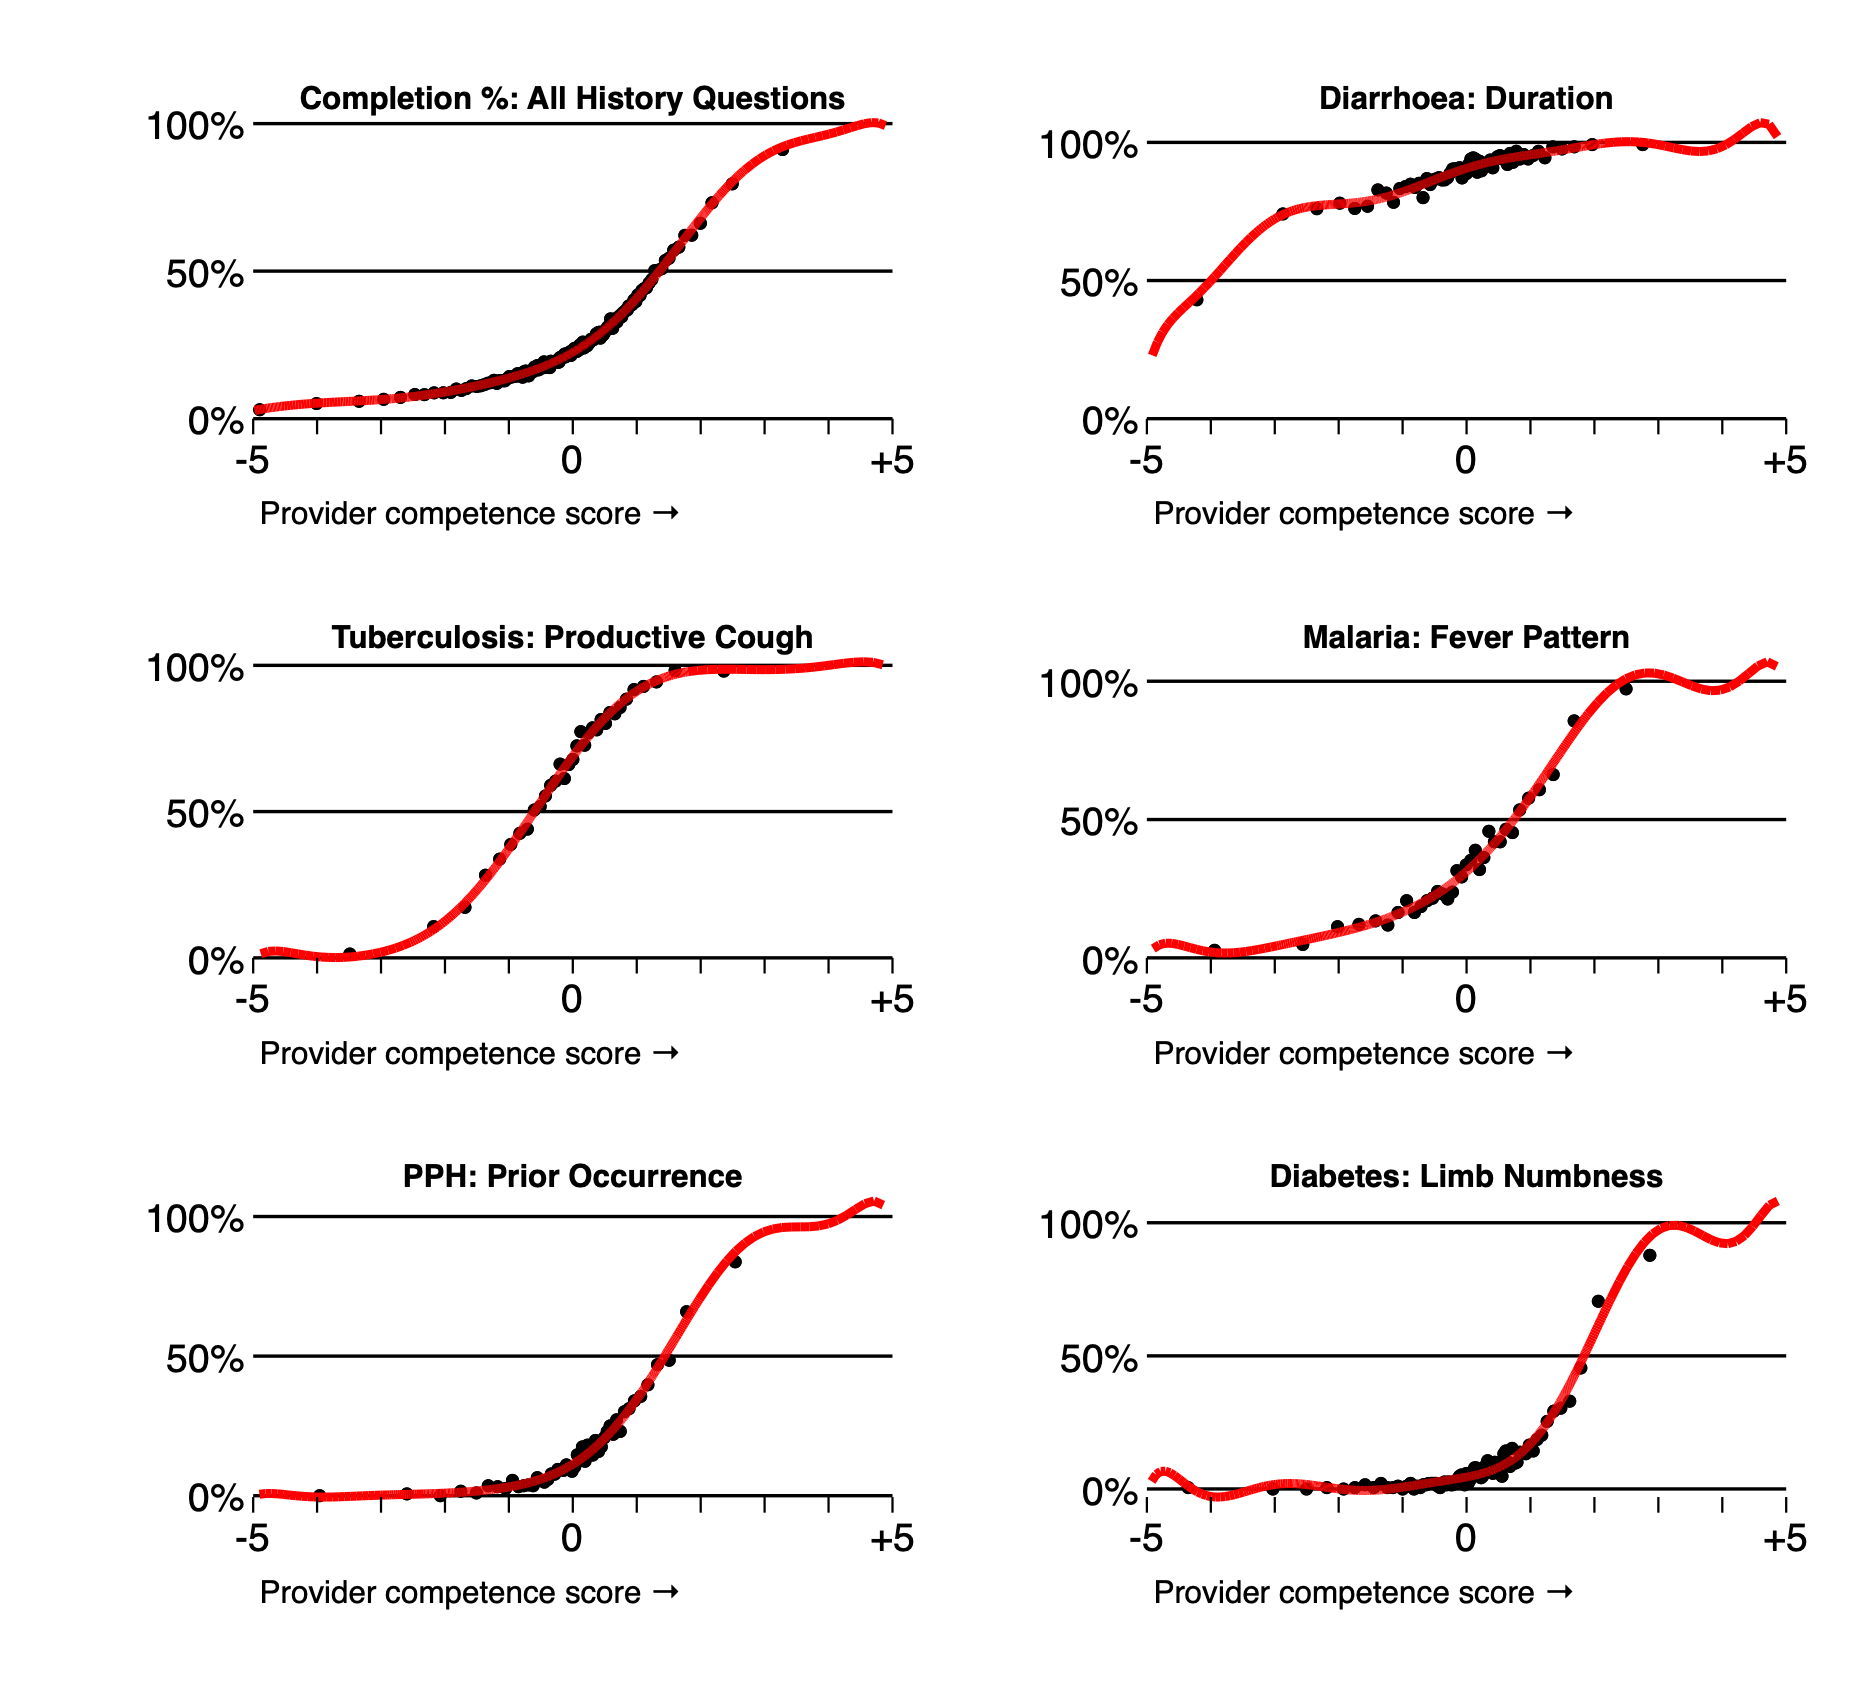 Completion %: All History Questions
100%
50%
0%
-5 0 +5
Provider competence score →
Diarrhoea: Duration
100%
50%
0%
-5 0 +5
Provider competence score →
Tuberculosis: Productive Cough
100%
50%
0%
-5 0 +5
Provider competence score →
Malaria: Fever Pattern
100%
50%
0%
-5 0 +5
Provider competence score →
PPH: Prior Occurrence
100%
50%
0%
-5 0 +5
Provider competence score →
Diabetes: Limb Numbness
100%
50%
0%
-5 0 +5
Provider competence score →